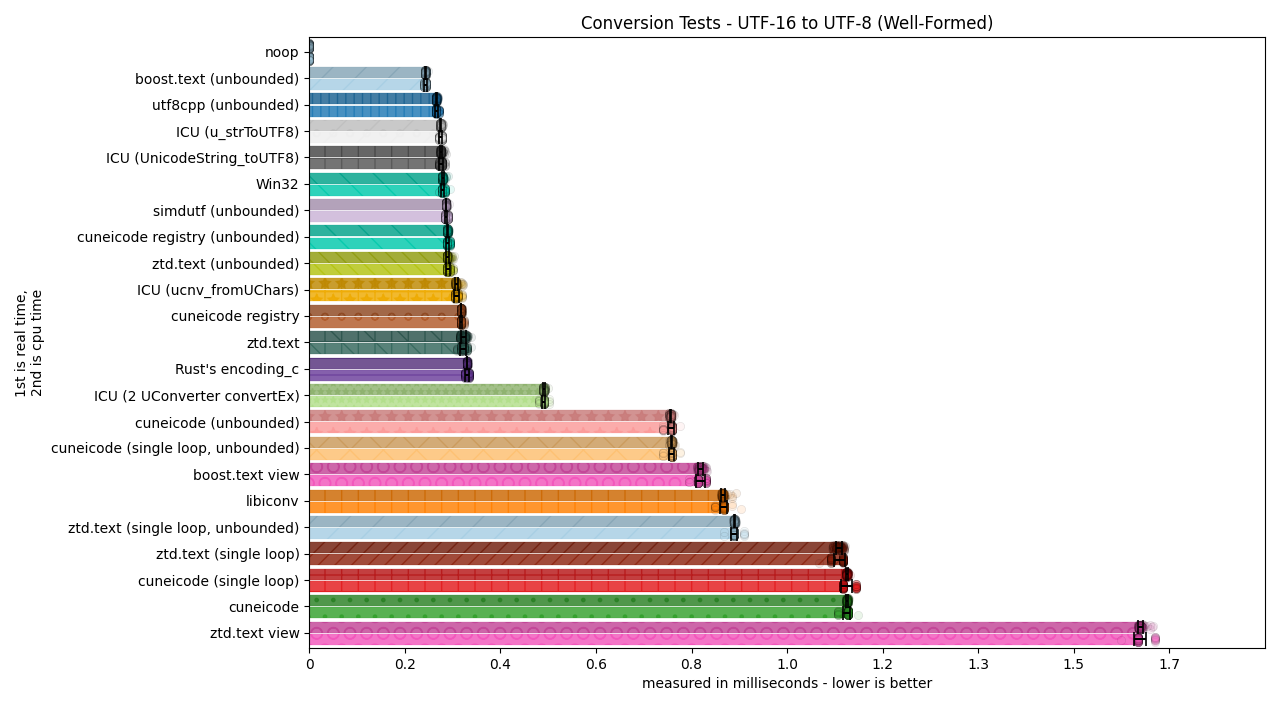 Conversion Tests - UTF-16 to UTF-8 (Well-Formed)
noop
boost.text (unbounded)
utf8cpp (unbounded)
ICU (u_strToUTF8)
ICU (UnicodeString_toUTF8)
Win32
simdutf (unbounded)
cuneicode registry (unbounded)
ztd.text (unbounded)
ICU (ucnv_fromUChars)
cuneicode registry
ztd.text
Rust's encoding_c
ICU (2 UConverter convertEx)
cuneicode (unbounded)
cuneicode (single loop, unbounded)
boost.text view
libiconv
ztd.text (single loop, unbounded)
ztd.text (single loop)
cuneicode (single loop)
cuneicode
ztd.text view
1st is real time,
2nd is cpu time
0 0.2 0.4 0.6 0.8 1.0 1.2 1.3 1.5 1.7
measured in milliseconds - lower is better